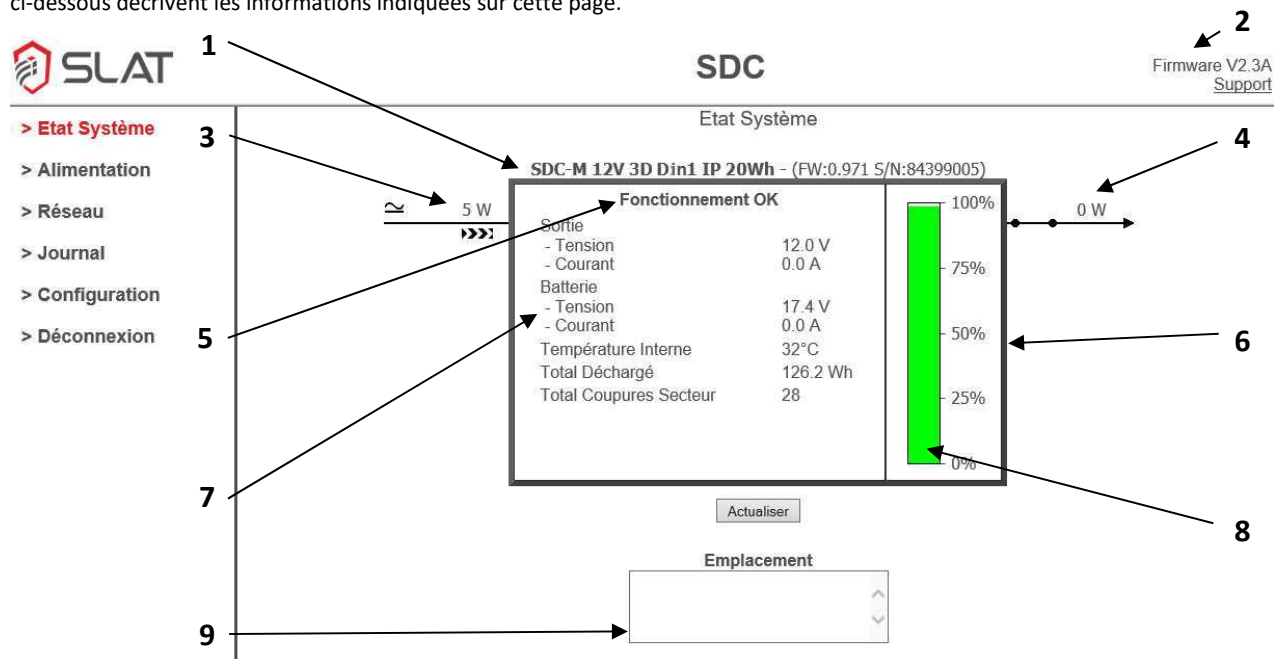 ci-dessous décrivent les informations indiquées sur cette page.
2
1
SLAT
SDC
Firmware V2.3A
Support
> Etat Système
Etat Système
3
4
> Alimentation
SDC-M 12V 3D Din1 IP 20Wh - (FW:0.971 S/N:84399005)
Fonctionnement OK
100%
> Réseau
5 W
0 W
Sortie
- Tension 12.0 V
> Journal
- Courant 0.0 A
75%
Batterie
> Configuration
- Tension 17.4 V
- Courant 0.0 A
> Déconnexion
5
50%
6
Température Interne 32°C
Total Déchargé 126.2 Wh
Total Coupures Secteur 28
25%
0%
7
Actualiser
8
Emplacement
9